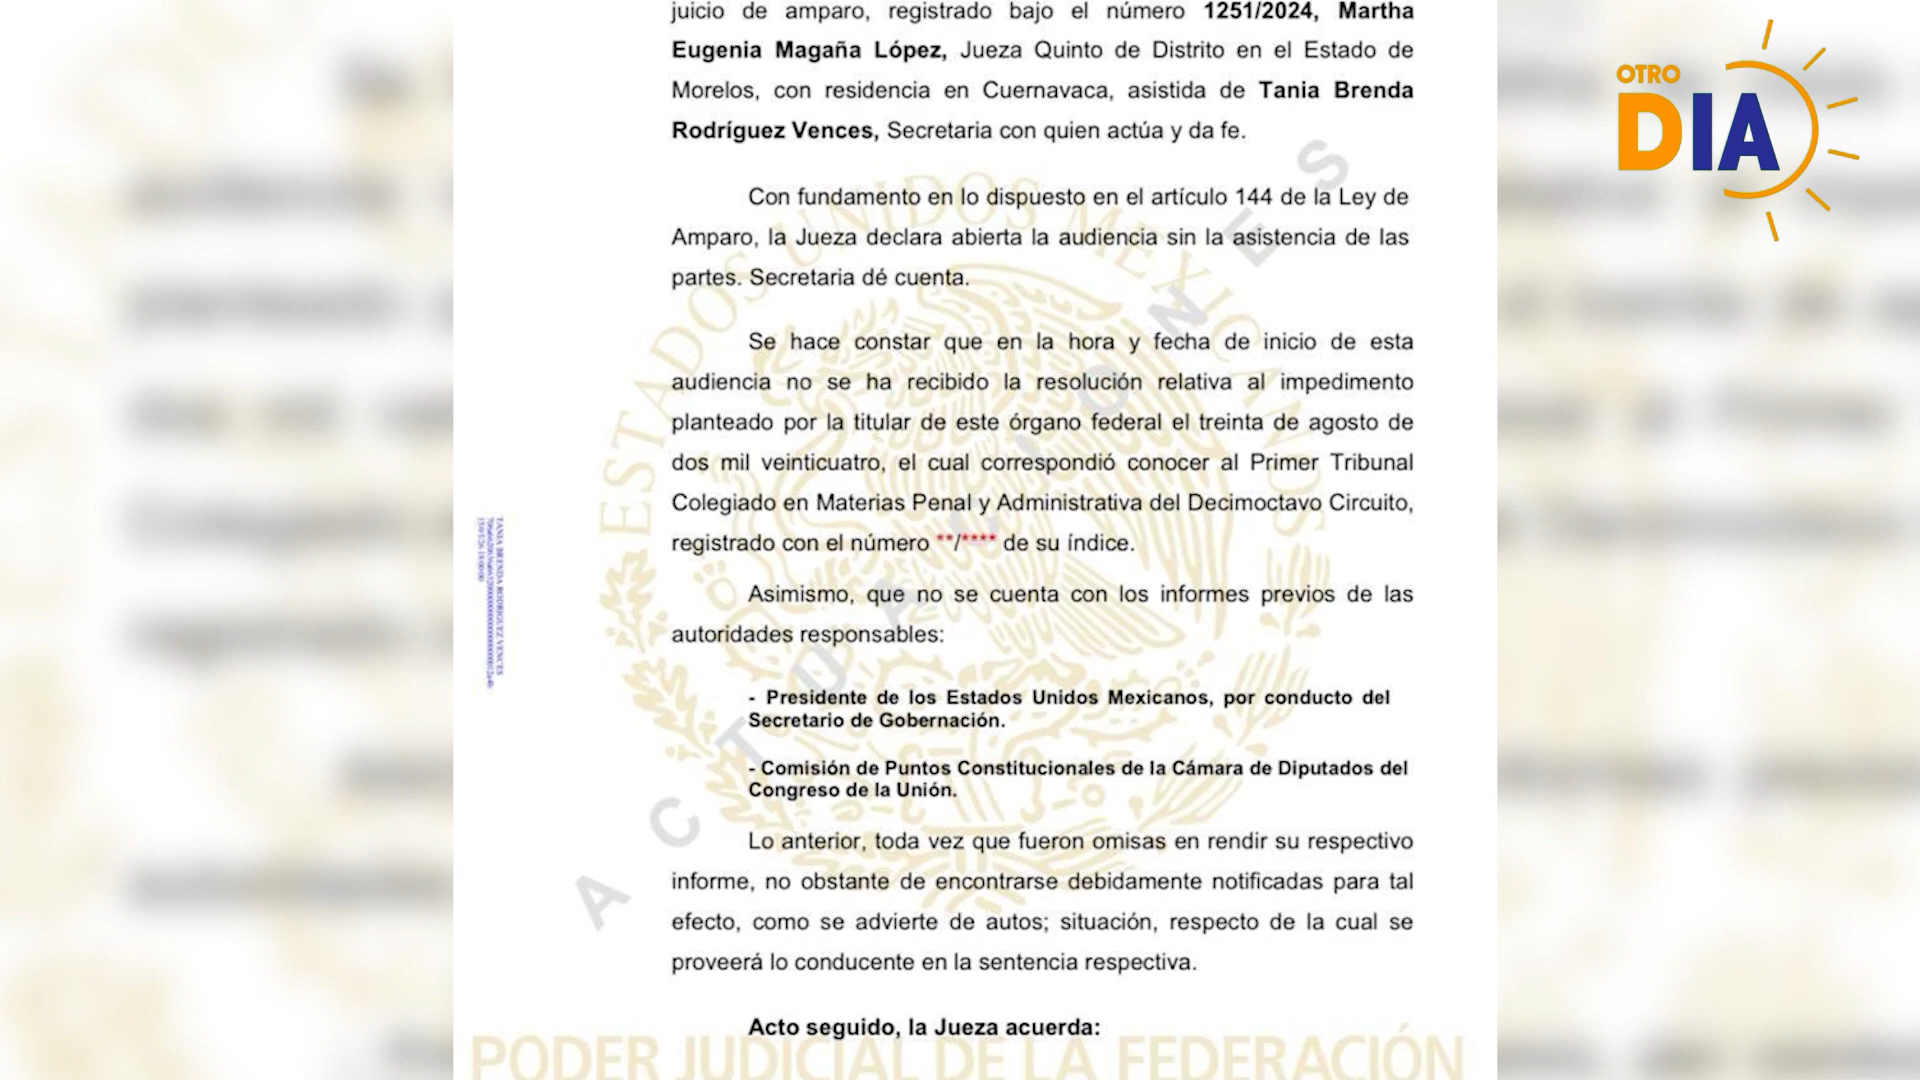 juicio de amparo, registrado bajo el número 1251/2024, Martha
Eugenia Magaña López, Jueza Quinto de Distrito en el Estado de
Morelos, con residencia en Cuernavaca, asistida de Tania Brenda
Rodríguez Vences, Secretaria con quien actúa y da fe.
Con fundamento en lo dispuesto en el artículo 144 de la Ley de
Amparo, la Jueza declara abierta la audiencia sin la asistencia de las
partes. Secretaria dé cuenta.
Se hace constar que en la hora y fecha de inicio de esta
audiencia no se ha recibido la resolución relativa al impedimento
planteado por la titular de este órgano federal el treinta de agosto de
dos mil veinticuatro, el cual correspondió conocer al Primer Tribunal
Colegiado en Materias Penal y Administrativa del Decimoctavo Circuito,
registrado con el número **/**** de su índice.
Asimismo, que no se cuenta con los informes previos de las
autoridades responsables:
- Presidente de los Estados Unidos Mexicanos, por conducto del
Secretario de Gobernación.
- Comisión de Puntos Constitucionales de la Cámara de Diputados del
Congreso de la Unión.
Lo anterior, toda vez que fueron omisas en rendir su respectivo
informe, no obstante de encontrarse debidamente notificadas para tal
efecto, como se advierte de autos; situación, respecto de la cual se
proveerá lo conducente en la sentencia respectiva.
Acto seguido, la Jueza acuerda:
PODER JUDICIAL DE LA FEDERACIÓN
ESTADOS UNIDOS MEXICANOS
ACTUACIONES
TANIA BRENDA RODRIGUEZ VENCES
OTRO
DIA